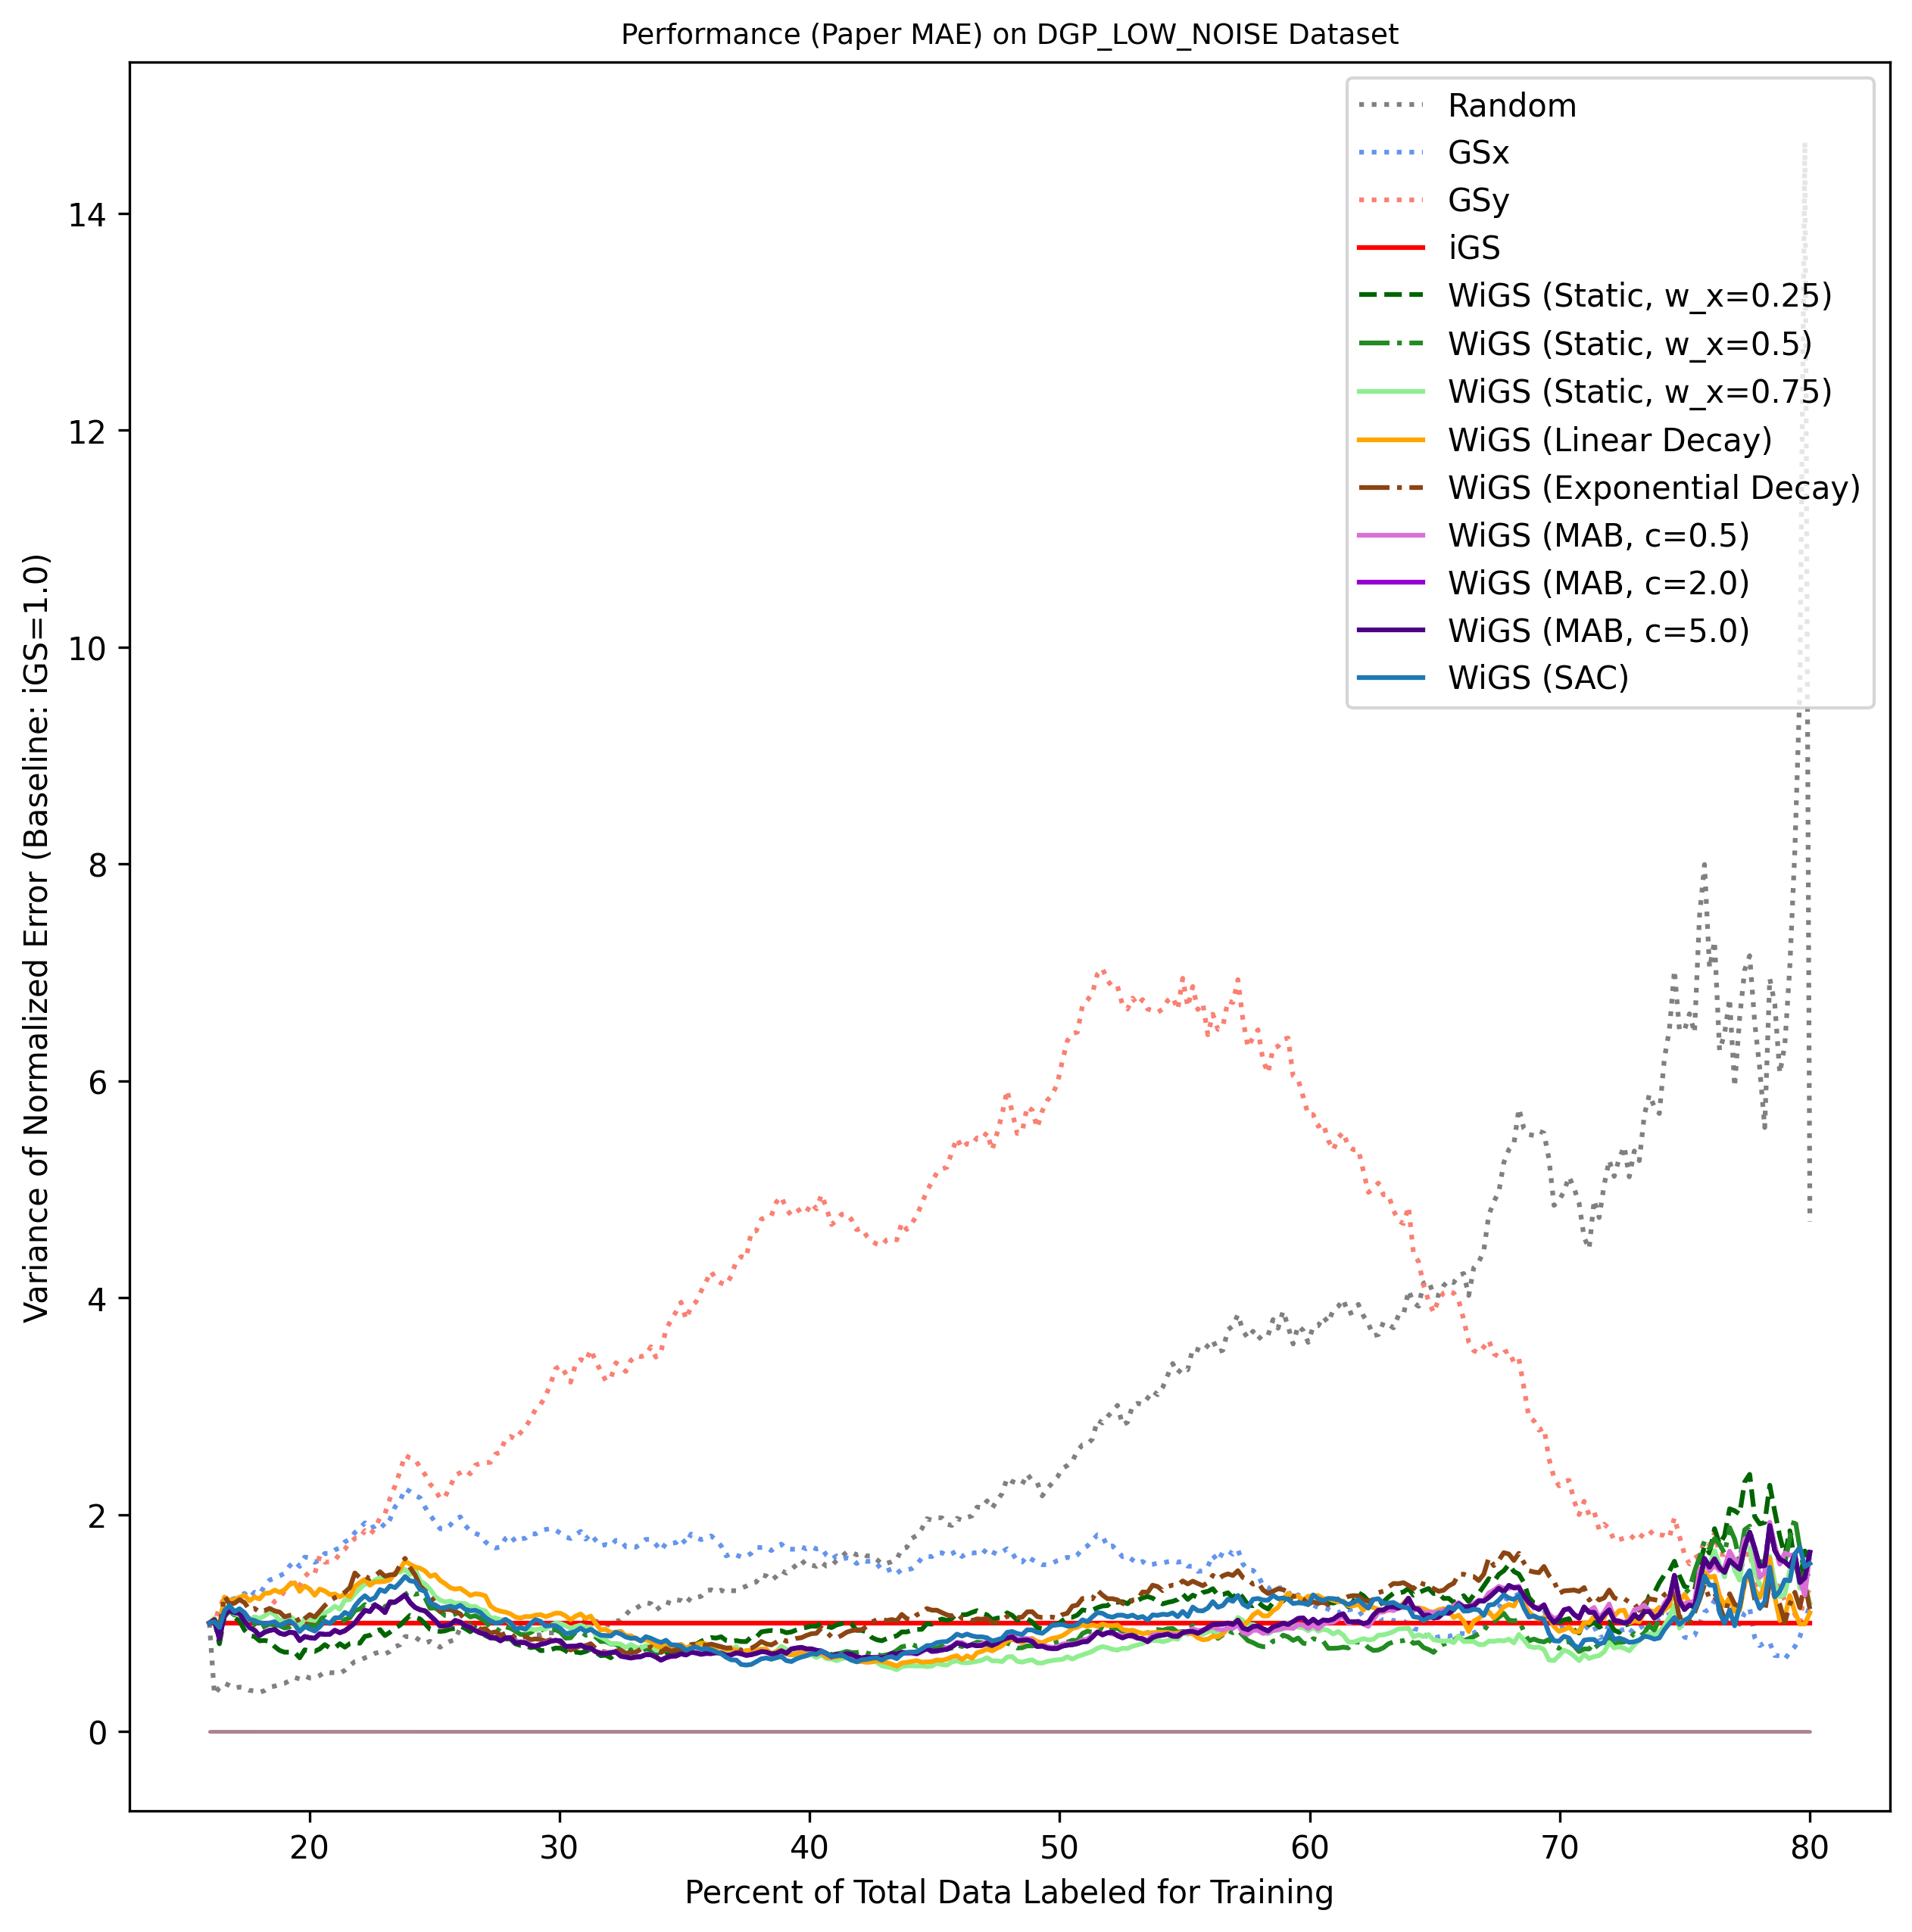 Performance (Paper MAE) on DGP_LOW_NOISE Dataset
Variance of Normalized Error (Baseline: iGS=1.0)
14
12
10
8
6
4
2
0
Random
GSx
GSy
iGS
WiGS (Static, w_x=0.25)
WiGS (Static, w_x=0.5)
WiGS (Static, w_x=0.75)
WiGS (Linear Decay)
WiGS (Exponential Decay)
WiGS (MAB, c=0.5)
WiGS (MAB, c=2.0)
WiGS (MAB, c=5.0)
WiGS (SAC)
20 30 40 50 60 70 80
Percent of Total Data Labeled for Training